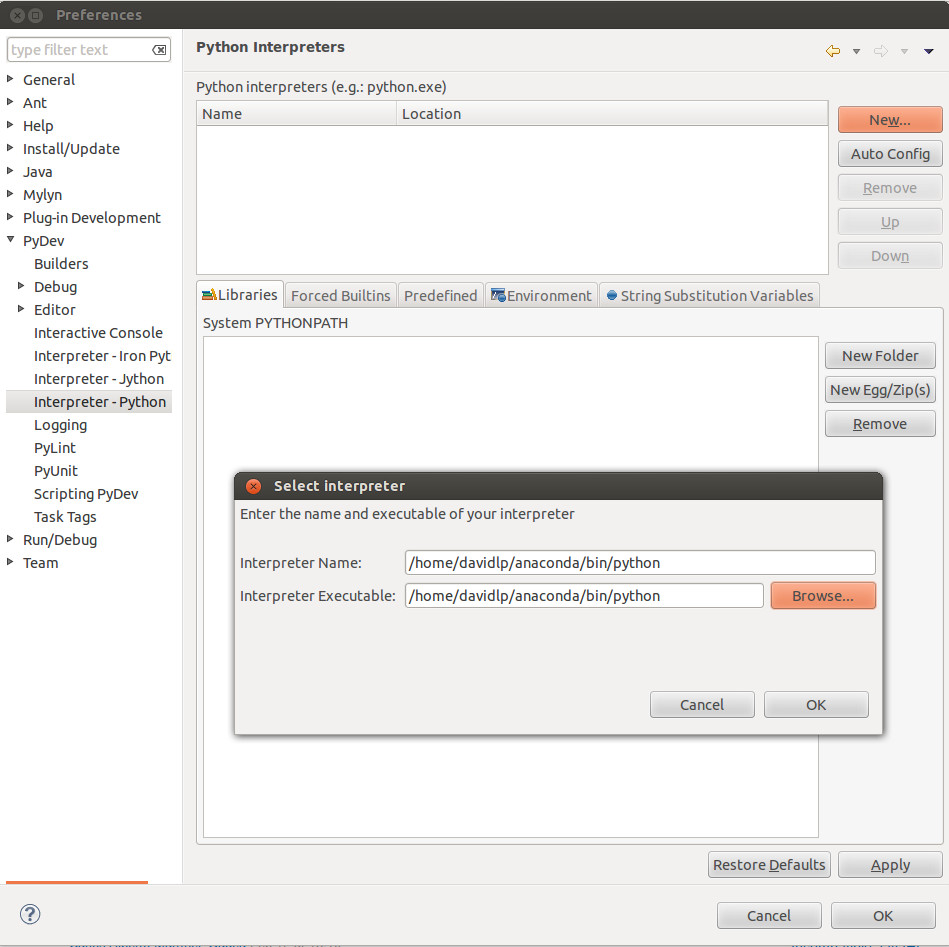 Preferences
type filter text
General
Ant
Help
Install/Update
Java
Mylyn
Plug-in Development
PyDev
Builders
Debug
Editor
Interactive Console
Interpreter - Iron Pyt
Interpreter - Jython
Interpreter - Python
Logging
PyLint
PyUnit
Scripting PyDev
Task Tags
Run/Debug
Team
Python Interpreters
Python interpreters (e.g.: python.exe)
Name Location
New...
Auto Config
Remove
Up
Down
Libraries Forced Builtins Predefined Environment String Substitution Variables
System PYTHONPATH
New Folder
New Egg/Zip(s)
Remove
Select interpreter
Enter the name and executable of your interpreter
Interpreter Name: /home/davidlp/anaconda/bin/python
Interpreter Executable: /home/davidlp/anaconda/bin/python Browse...
Cancel OK
Restore Defaults Apply
? Cancel OK